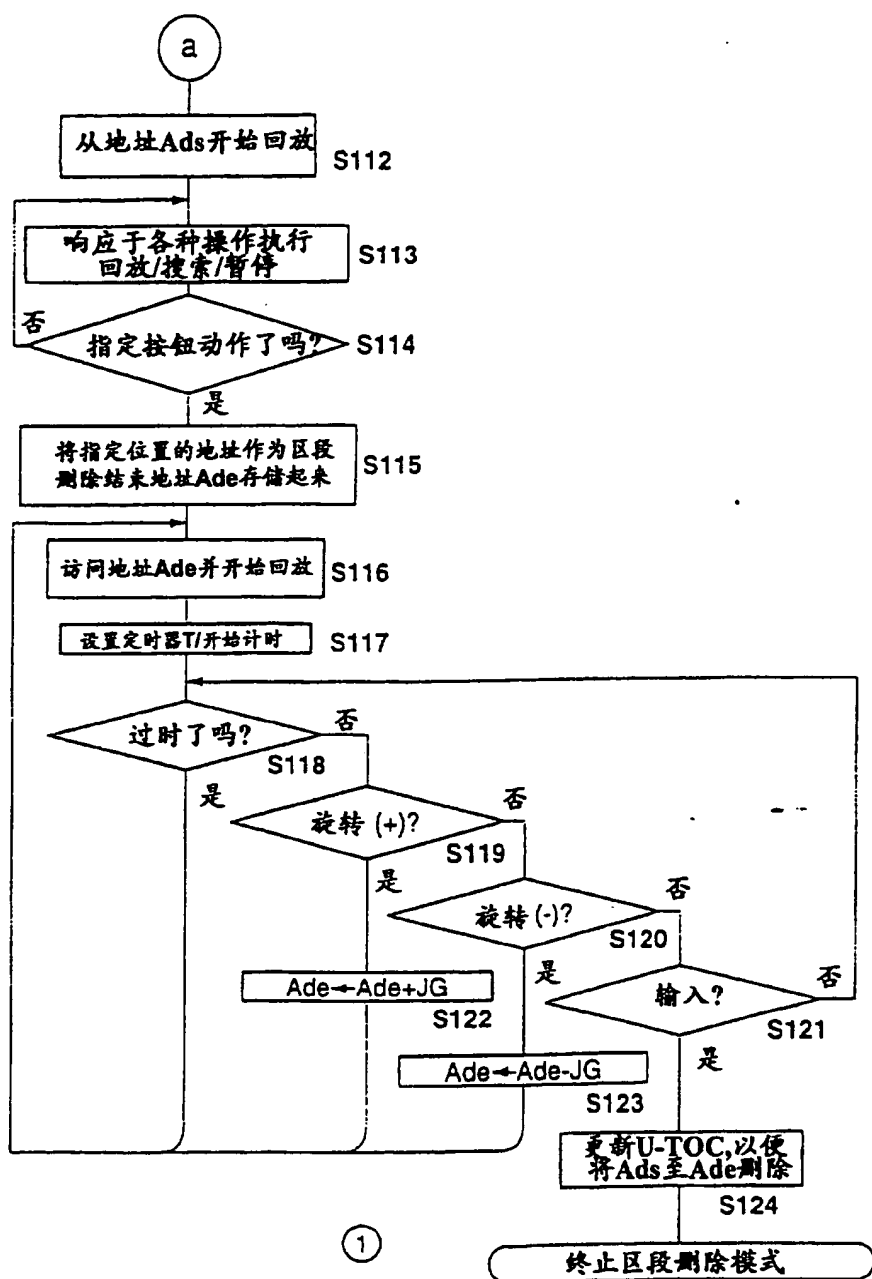 a
从地址Ads开始回放
S112
响应于各种操作执行
回放/搜索/暂停
S113
否
指定按钮动作了吗?
S114
是
将指定位置的地址作为区段
删除结束地址Ade存储起来
S115
访问地址Ade并开始回放
S116
设置定时器T/开始计时
S117
过时了吗?
否
S118
是
旋转 (+)?
否
S119
是
旋转 (-)?
否
S120
是
输入?
否
S121
是
Ade←Ade+JG
S122
Ade←Ade-JG
S123
更新U-TOC,以便
将Ads至Ade删除
S124
终止区段删除模式
1